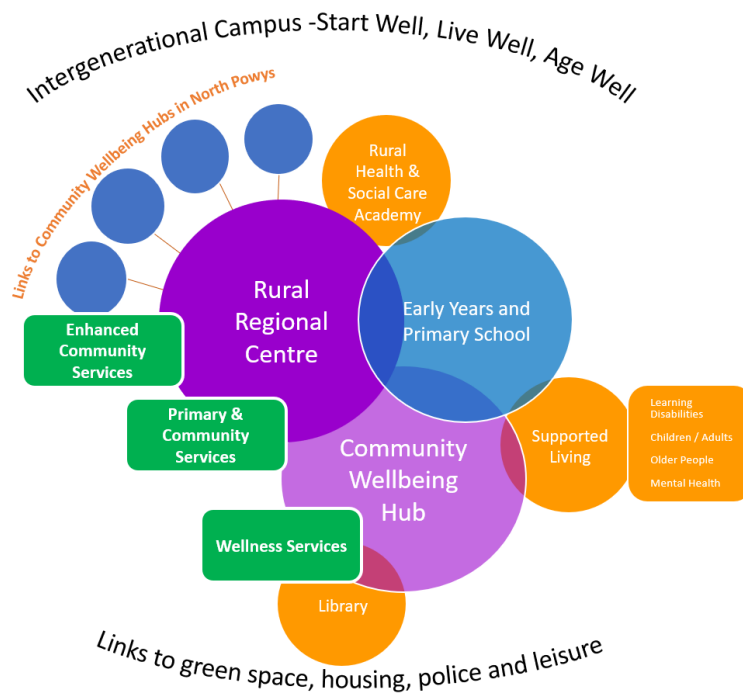 Intergenerational Campus -Start Well, Live Well, Age Well
Links to Community Wellbeing Hubs in North Powys
Rural
Health &
Social Care
Academy
Rural
Regional
Centre
Early Years and
Primary School
Enhanced
Community
Services
Primary &
Community
Services
Community
Wellbeing
Hub
Supported
Living
Learning
Disabilities
Children / Adults
Older People
Mental Health
Wellness Services
Library
Links to green space, housing, police and leisure